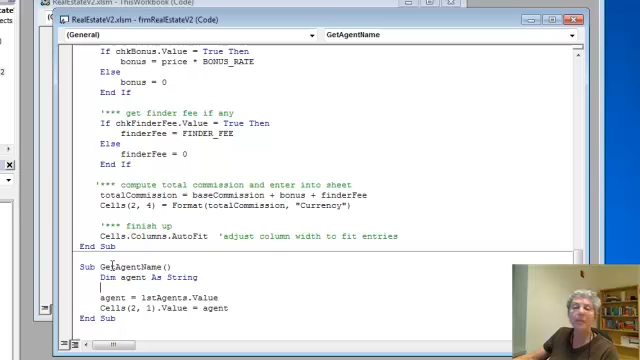 RealEstateV2.xlsm - ThisWorkbook (Code)
RealEstateV2.xlsm - frmRealEstateV2 (Code)
(General)
GetAgentName
If chkBonus.Value = True Then
bonus = price * BONUS_RATE
Else
bonus = 0
End If
'*** get finder fee if any
If chkFinderFee.Value = True Then
finderFee = FINDER_FEE
Else
finderFee = 0
End If
'*** compute total commission and enter into sheet
totalCommission = baseCommission + bonus + finderFee
Cells(2, 4) = Format(totalCommission, "Currency")
'*** finish up
Cells.Columns.AutoFit 'adjust column width to fit entries
End Sub
Sub GetAgentName()
Dim agent As String
agent = lstAgents.Value
Cells(2, 1).Value = agent
End Sub